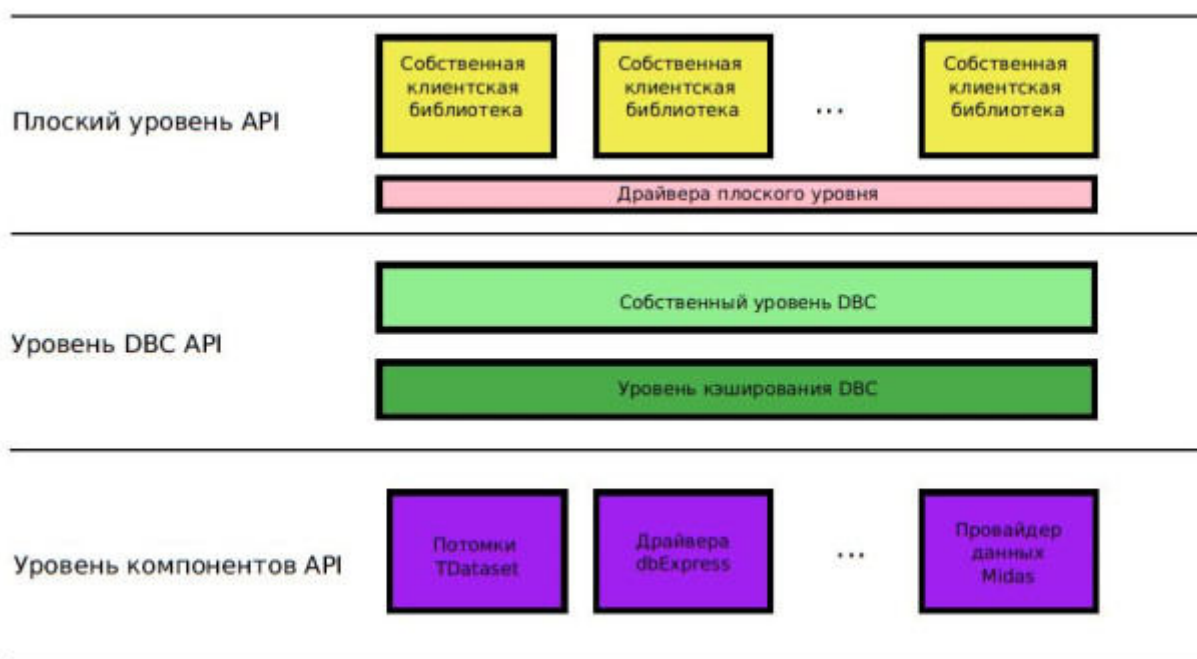 Плоский уровень API
Собственная
клиентская
библиотека
Собственная
клиентская
библиотека
...
Собственная
клиентская
библиотека
Драйвера плоского уровня
Уровень DBC API
Собственный уровень DBC
Уровень кэширования DBC
Уровень компонентов API
Потомки
TDataset
Драйвера
dbExpress
...
Провайдер
данных
Midas